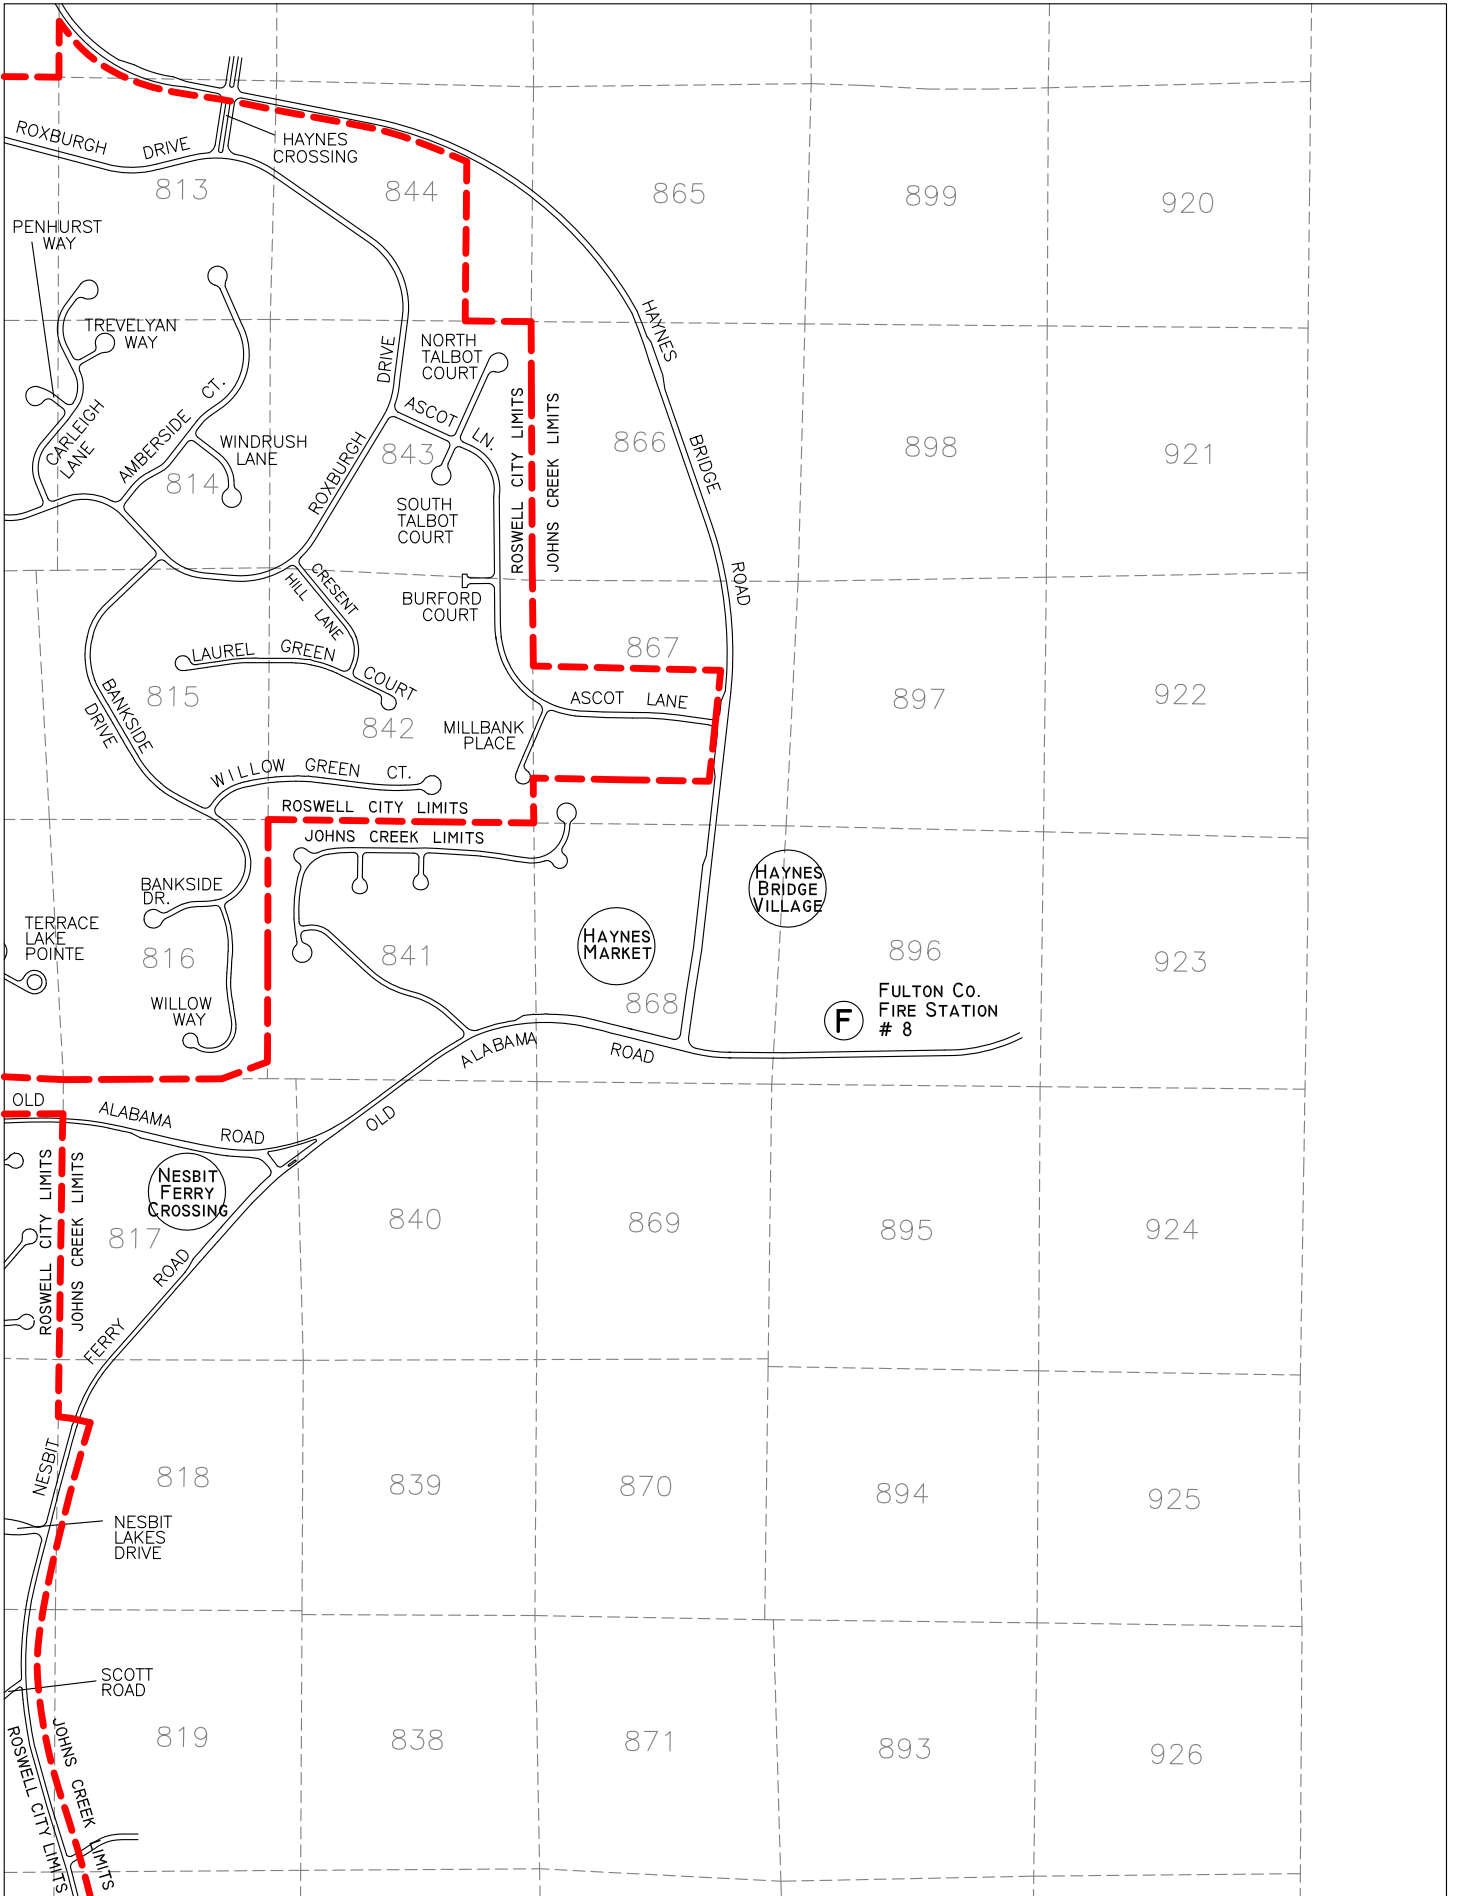 ROXBURGH DRIVE
HAYNES
CROSSING
813
844
865
899
920
PENHURST
WAY
TREVELYAN
WAY
HAYNES BRIDGE ROAD
NORTH
TALBOT
COURT
ROXBURGH DRIVE
CARLEIGH
LANE
AMBERSIDE CT.
WINDRUSH
LANE
ASCOT LN.
ROSWELL CITY LIMITS
JOHNS CREEK LIMITS
814
843
866
898
921
SOUTH
TALBOT
COURT
CRESENT
HILL LANE
BURFORD
COURT
LAUREL GREEN COURT
867
815
842
897
922
BANKSIDE
DRIVE
ASCOT LANE
MILLBANK
PLACE
WILLOW GREEN CT.
ROSWELL CITY LIMITS
JOHNS CREEK LIMITS
BANKSIDE
DR.
HAYNES
BRIDGE
VILLAGE
TERRACE
LAKE
POINTE
HAYNES
MARKET
816
841
896
923
868
WILLOW
WAY
FULTON CO.
FIRE STATION
# 8
F
OLD ALABAMA ROAD
OLD ALABAMA ROAD
ROSWELL CITY LIMITS
JOHNS CREEK LIMITS
NESBIT
FERRY
CROSSING
817
840
869
895
924
NESBIT FERRY ROAD
818
839
870
894
925
NESBIT
LAKES
DRIVE
SCOTT
ROAD
819
838
871
893
926
ROSWELL CITY LIMITS
JOHNS CREEK LIMITS